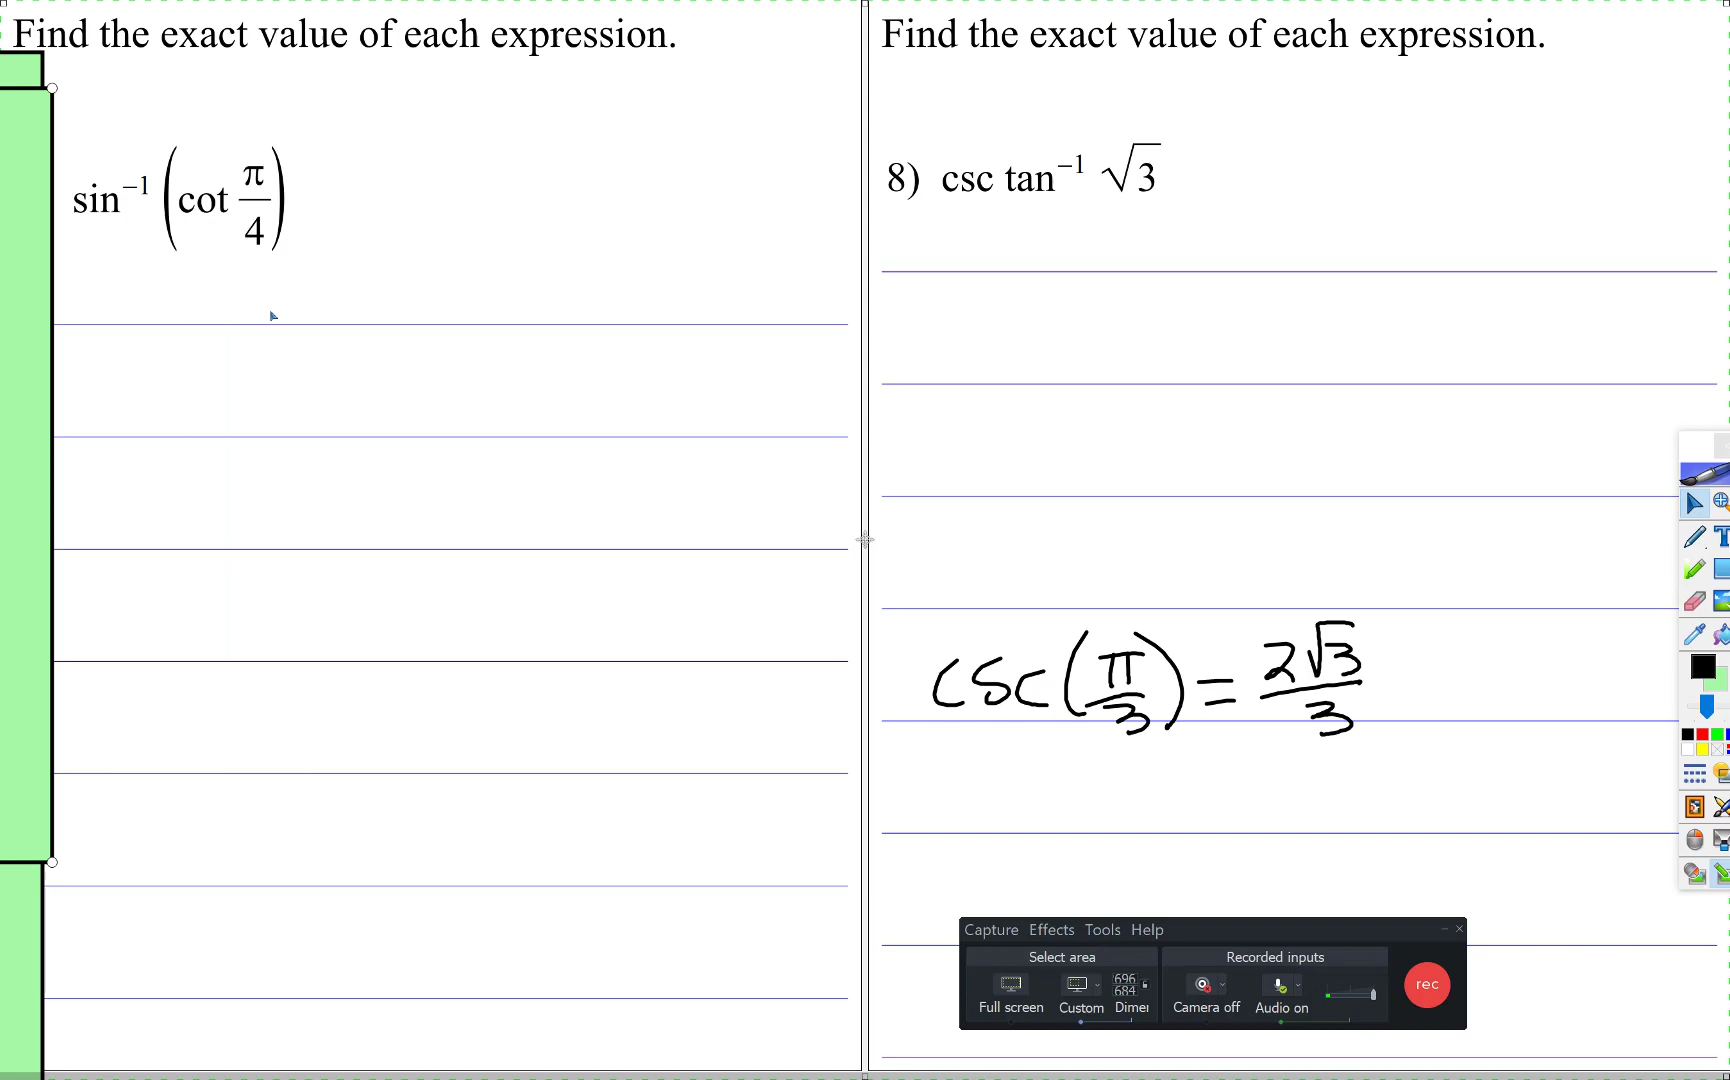 Find the exact value of each expression.
sin⁻¹ (cot π/4)
Find the exact value of each expression.
8) csc tan⁻¹ √3
csc(π/3) = 2√3/3
Capture Effects Tools Help
Select area
Recorded inputs
696
684
Full screen
Custom
Dimer
Camera off
Audio on
rec